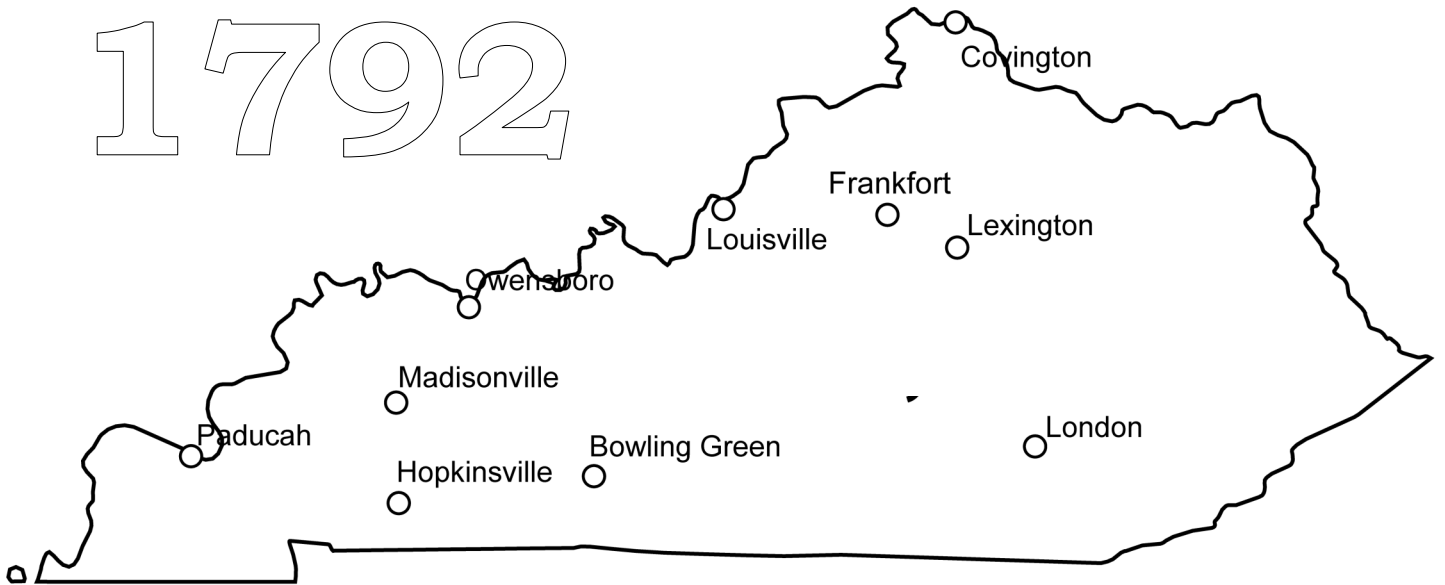 1792
Covington
Frankfort
Lexington
Louisville
Owensboro
Madisonville
Paducah
London
Bowling Green
Hopkinsville